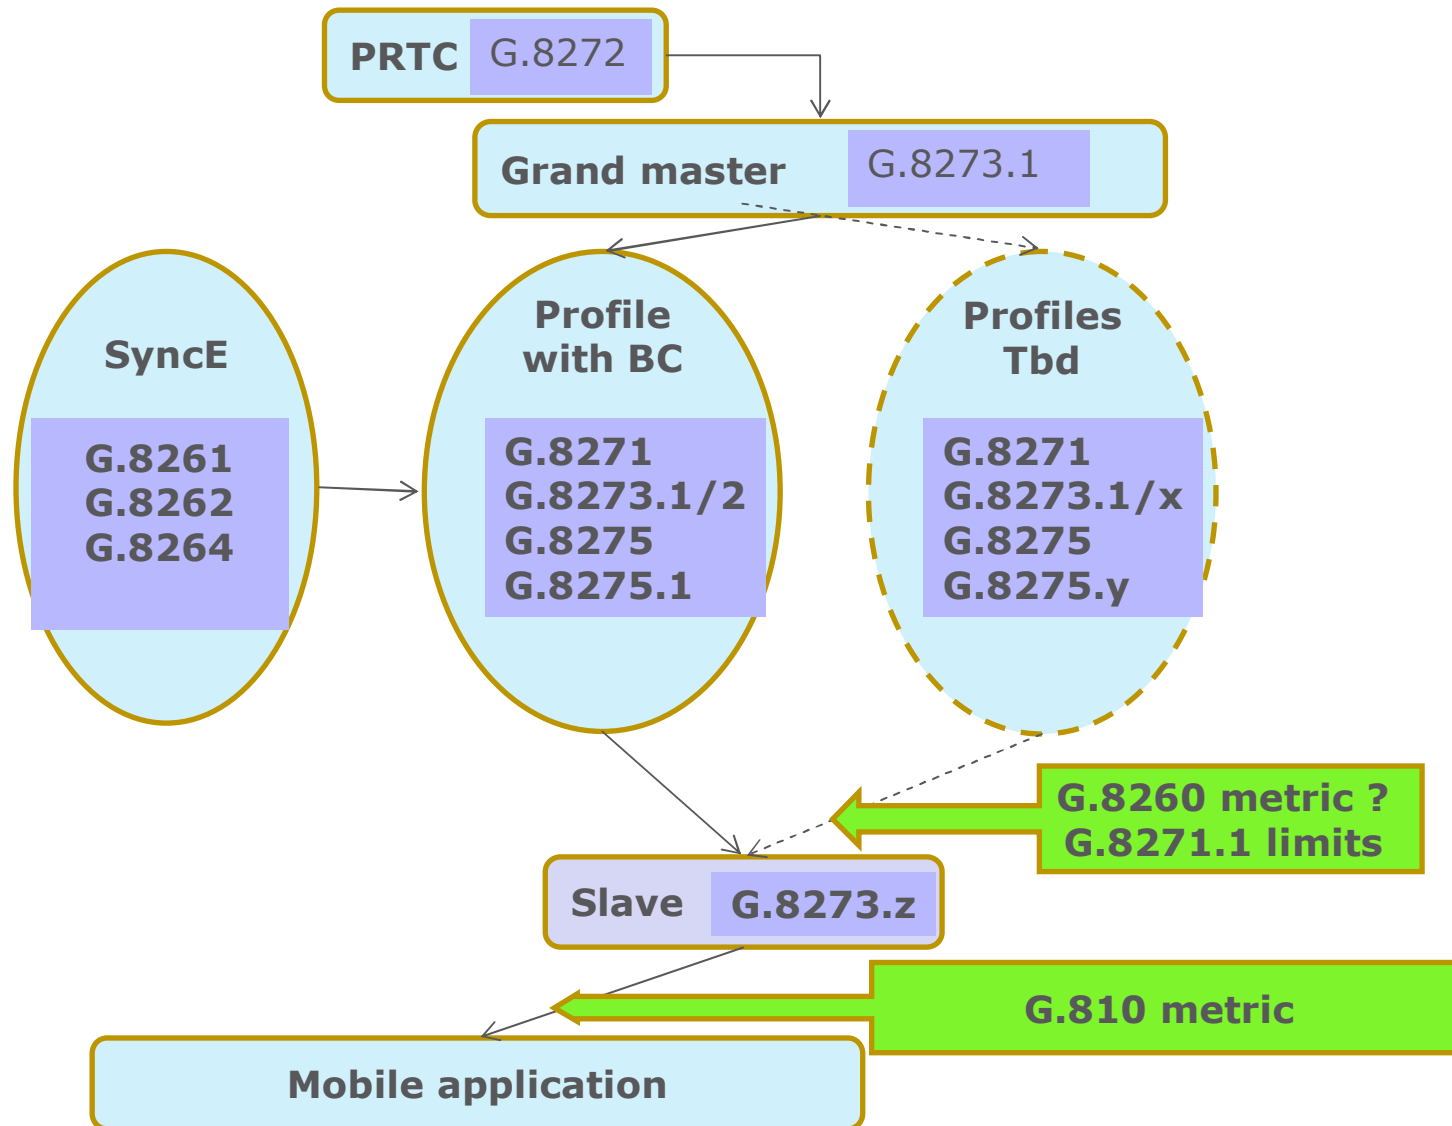 PRTC G.8272
Grand master G.8273.1
SyncE
G.8261
G.8262
G.8264
Profile
with BC
G.8271
G.8273.1/2
G.8275
G.8275.1
Profiles
Tbd
G.8271
G.8273.1/x
G.8275
G.8275.y
G.8260 metric ?
G.8271.1 limits
Slave G.8273.z
G.810 metric
Mobile application